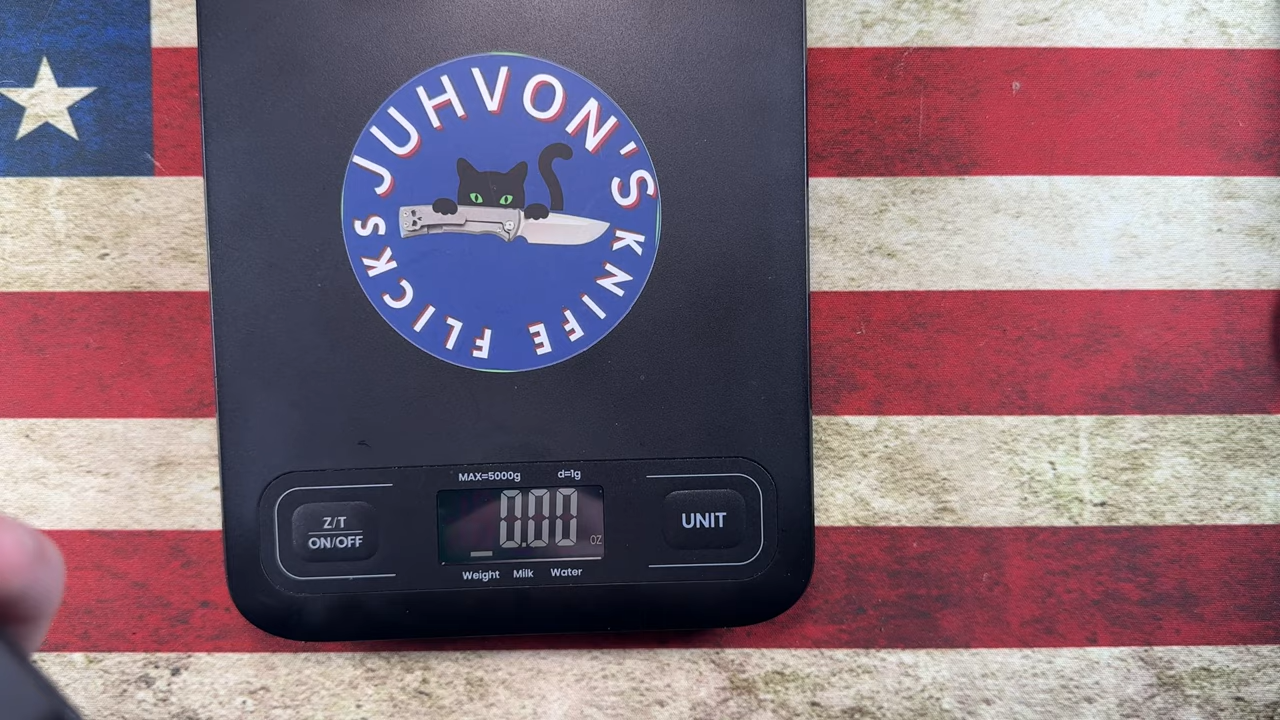 JUHVON'S
KNIFE FLICKS
MAX=5000g d=1g
Z/T
ON/OFF
0.00 OZ
UNIT
Weight Milk Water